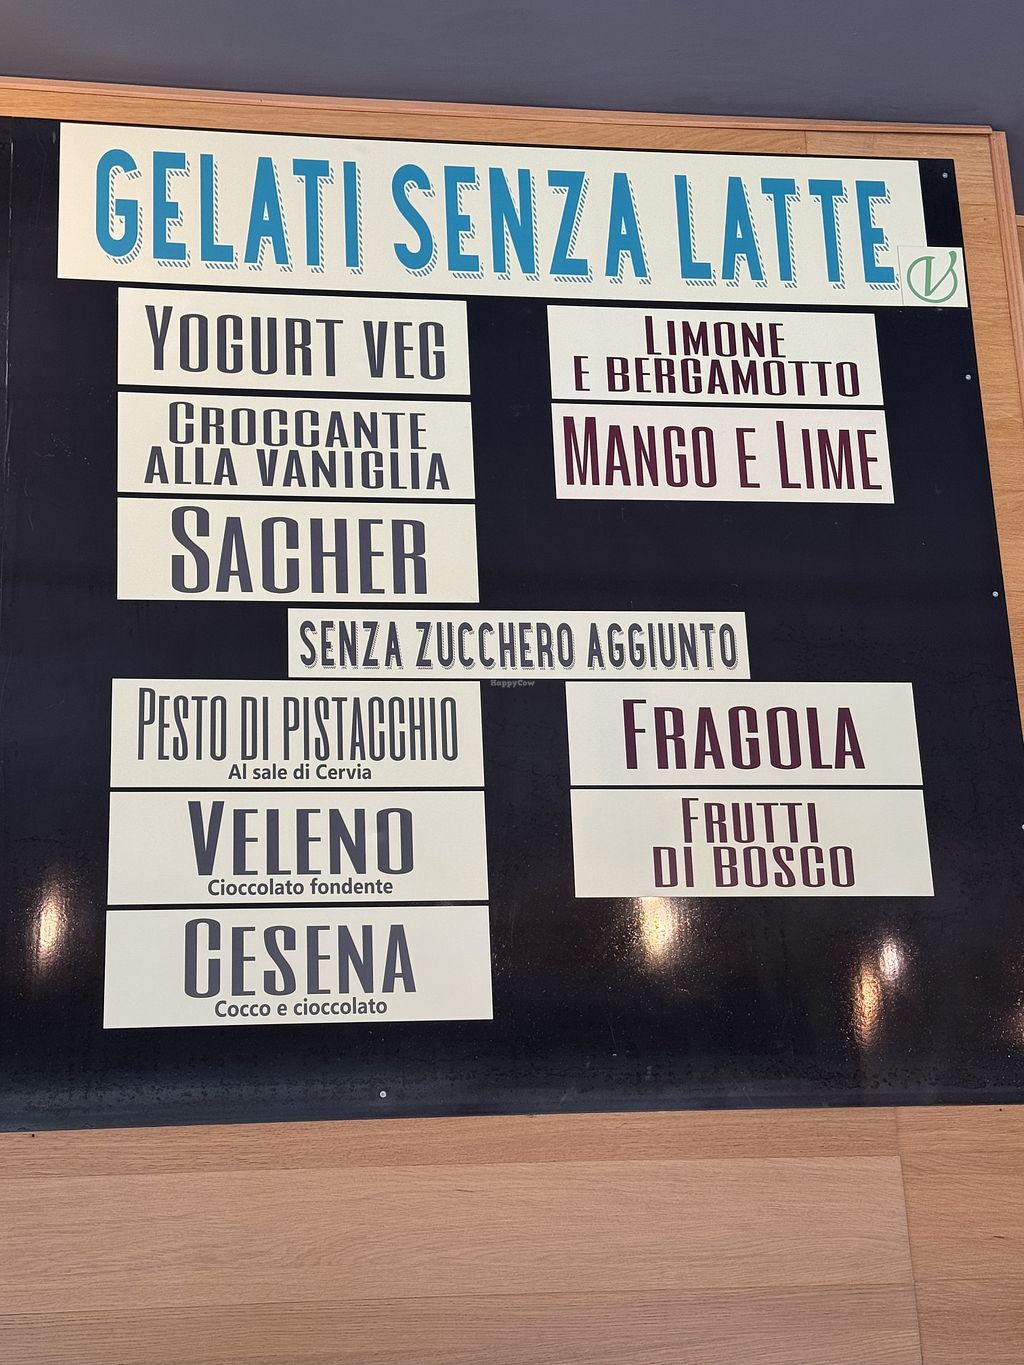 GELATI SENZA LATTE
V
YOGURT VEG
CROCCANTE
ALLA VANIGLIA
SACHER
LIMONE
E BERGAMOTTO
MANGO E LIME
SENZA ZUCCHERO AGGIUNTO
HappyCow
PESTO DI PISTACCHIO
Al sale di Cervia
VELENO
Cioccolato fondente
CESENA
Cocco e cioccolato
FRAGOLA
FRUTTI
DI BOSCO